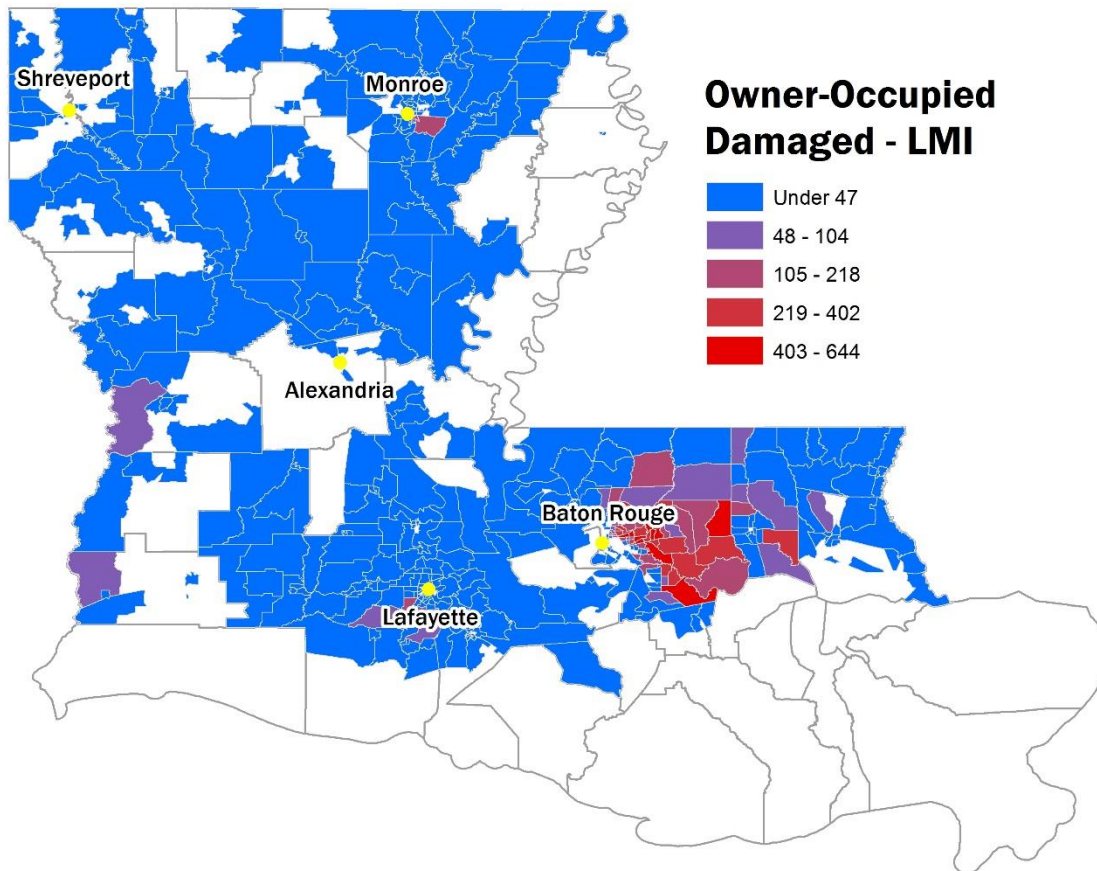 Shreveport
Monroe
Owner-Occupied
Damaged - LMI
Under 47
48 - 104
105 - 218
219 - 402
403 - 644
Alexandria
Baton Rouge
Lafayette